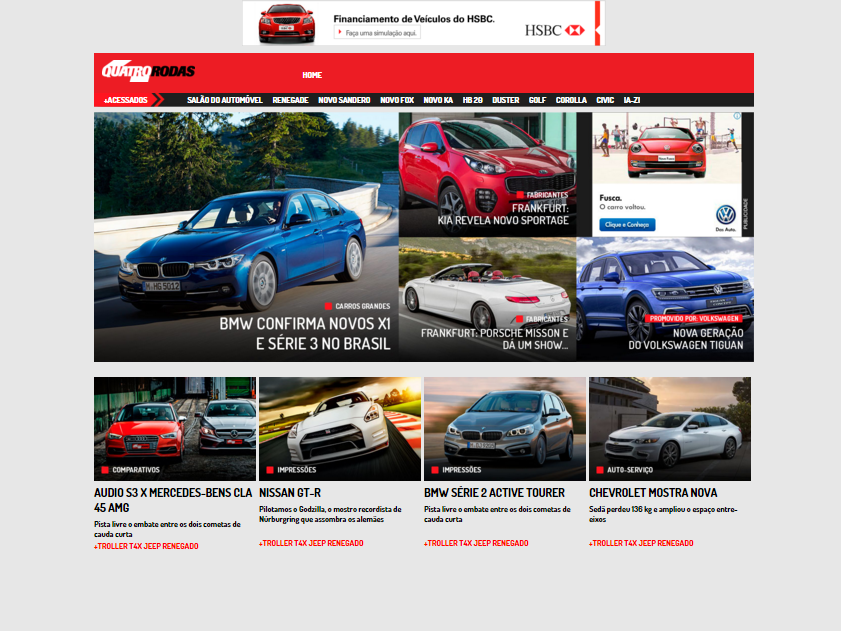 Financiamento de Veículos do HSBC.
Faça uma simulação aqui.
HSBC
QUATRO RODAS
HOME
+ACESSADOS
SALÃO DO AUTOMÓVEL RENEGADE NOVO SANDERO NOVO FOX NOVO KA HB 20 DUSTER GOLF COROLLA CIVIC IA-ZI
M·HG 5012
CARROS GRANDES
BMW CONFIRMA NOVOS X1
E SÉRIE 3 NO BRASIL
FABRICANTES
FRANKFURT:
KIA REVELA NOVO SPORTAGE
Fusca.
O carro voltou.
Clique e Conheça
Das Auto.
PUBLICIDADE
FABRICANTES
FRANKFURT: PORSCHE MISSON E
DÁ UM SHOW...
PROMOVIDO POR: VOLKSWAGEN
NOVA GERAÇÃO
DO VOLKSWAGEN TIGUAN
COMPARATIVOS
AUDIO S3 X MERCEDES-BENS CLA
45 AMG
Pista livre o embate entre os dois cometas de
cauda curta
+TROLLER T4X JEEP RENEGADO
IMPRESSÕES
NISSAN GT-R
Pilotamos o Godzilla, o mostro recordista de
Nürburgring que assombra os alemães
+TROLLER T4X JEEP RENEGADO
IMPRESSÕES
BMW SÉRIE 2 ACTIVE TOURER
Pista livre o embate entre os dois cometas de
cauda curta
+TROLLER T4X JEEP RENEGADO
AUTO-SERVIÇO
CHEVROLET MOSTRA NOVA
Sedã perdeu 136 kg e ampliou o espaço entre-
eixos
+TROLLER T4X JEEP RENEGADO